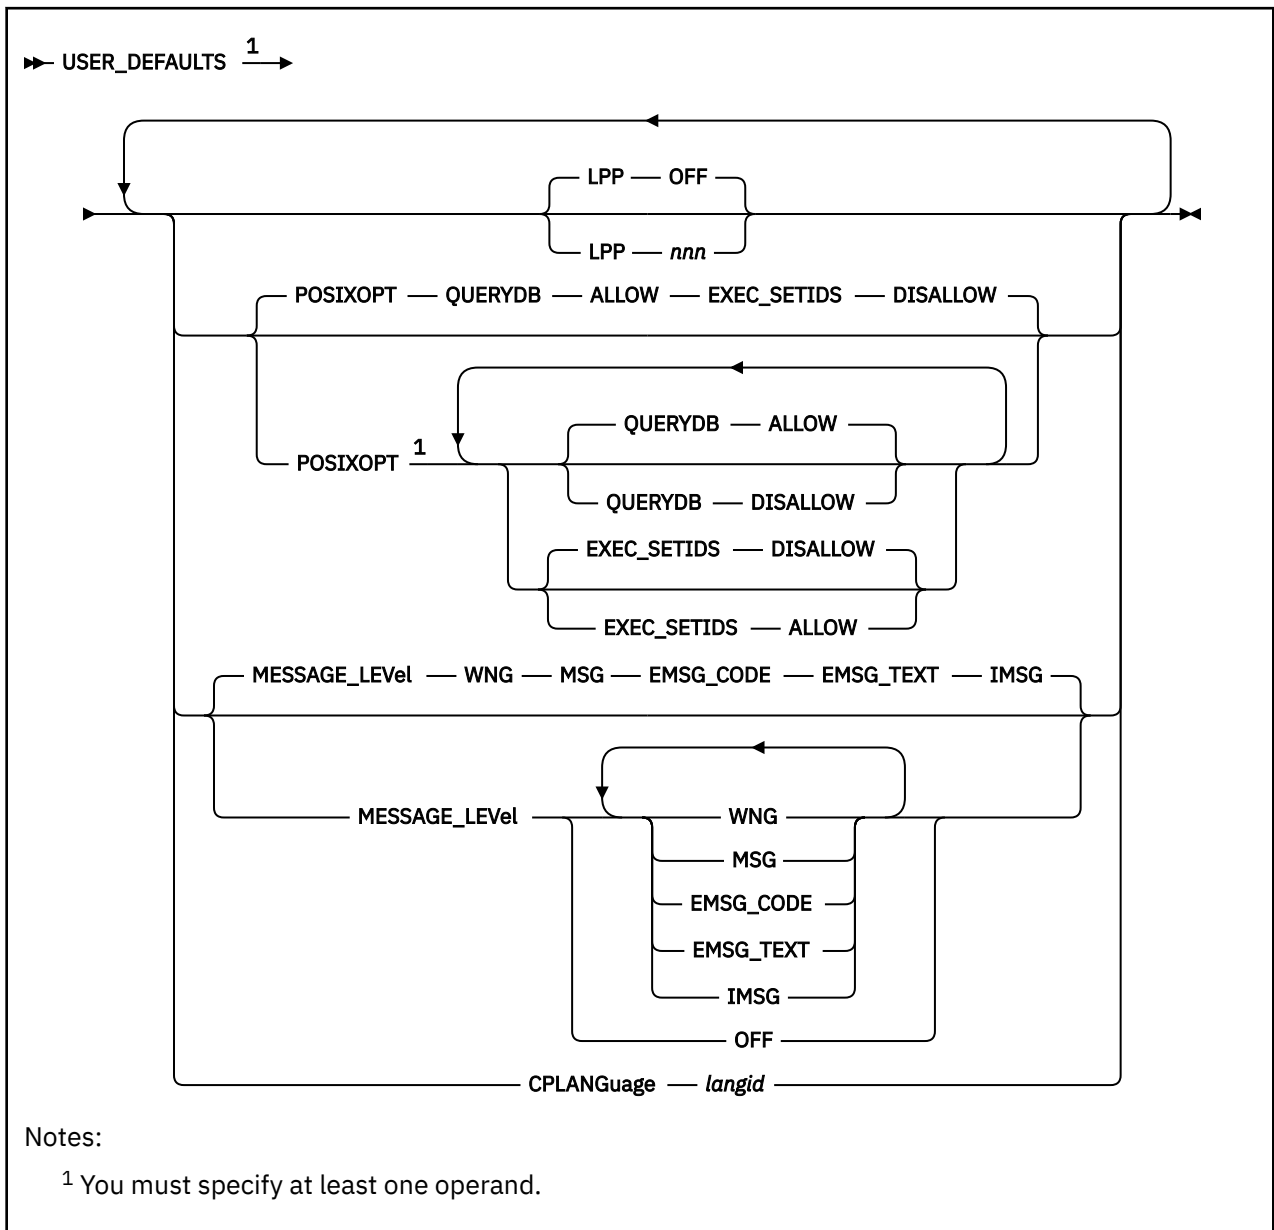 USER_DEFAULTS 1
LPP OFF
LPP nnn
POSIXOPT QUERYDB ALLOW EXEC_SETIDS DISALLOW
QUERYDB ALLOW
POSIXOPT 1
QUERYDB DISALLOW
EXEC_SETIDS DISALLOW
EXEC_SETIDS ALLOW
MESSAGE_LEVel WNG MSG EMSG_CODE EMSG_TEXT IMSG
MESSAGE_LEVel WNG
MSG
EMSG_CODE
EMSG_TEXT
IMSG
OFF
CPLANGuage langid
Notes:
1 You must specify at least one operand.